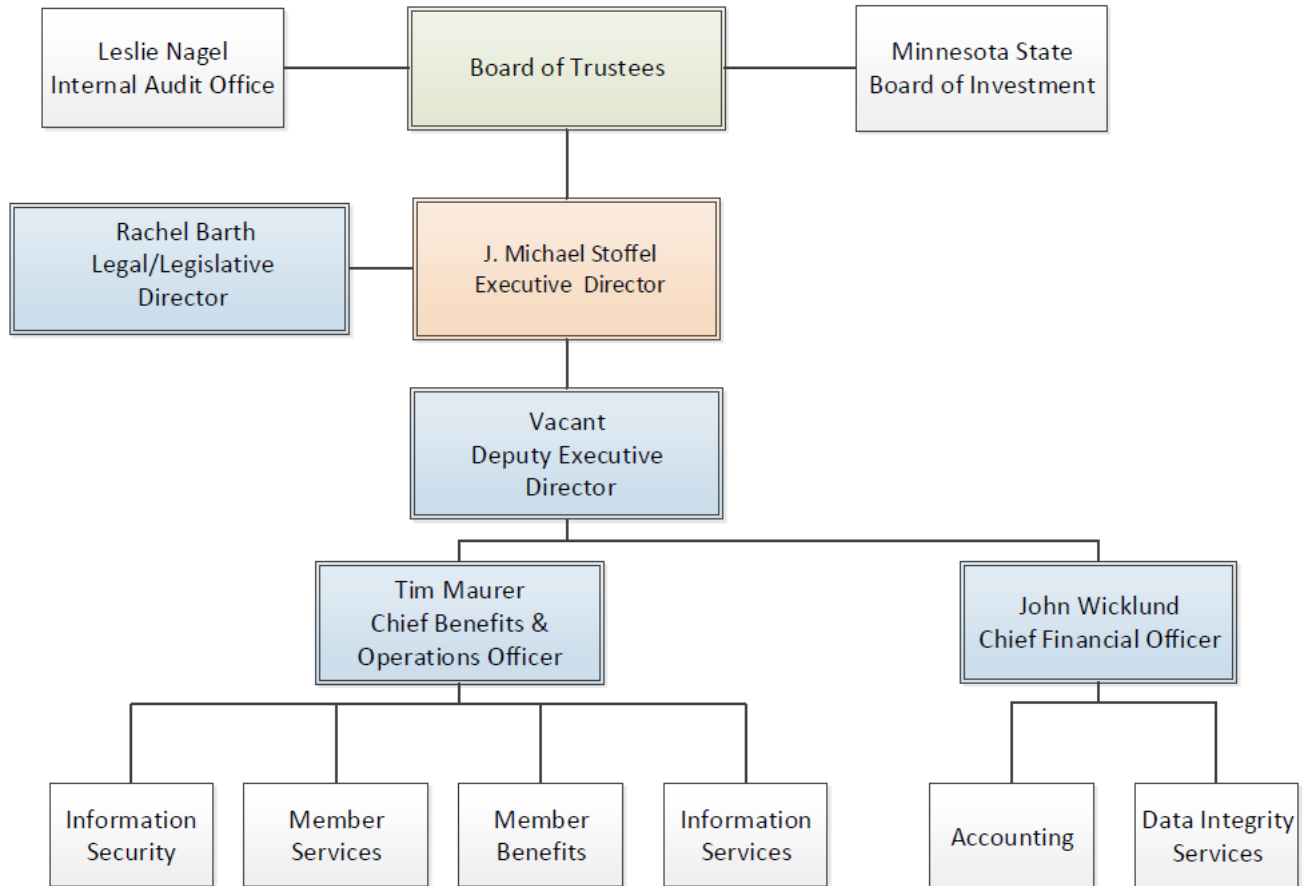 Leslie Nagel
Internal Audit Office
Board of Trustees
Minnesota State
Board of Investment
Rachel Barth
Legal/Legislative
Director
J. Michael Stoffel
Executive Director
Vacant
Deputy Executive
Director
Tim Maurer
Chief Benefits &
Operations Officer
John Wicklund
Chief Financial Officer
Information
Security
Member
Services
Member
Benefits
Information
Services
Accounting
Data Integrity
Services